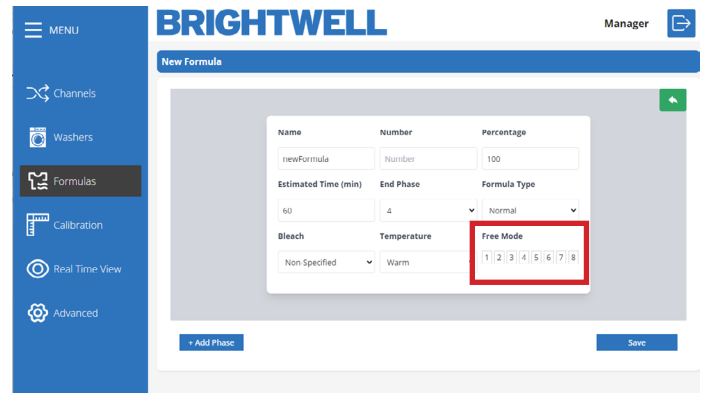 MENU
BRIGHTWELL
Manager
New Formula
Channels
Washers
Formulas
Calibration
Real Time View
Advanced
Name Number Percentage
newFormula Number 100
Estimated Time (min) End Phase Formula Type
60 4 Normal
Bleach Temperature Free Mode
Non Specified Warm 1 2 3 4 5 6 7 8
+ Add Phase Save